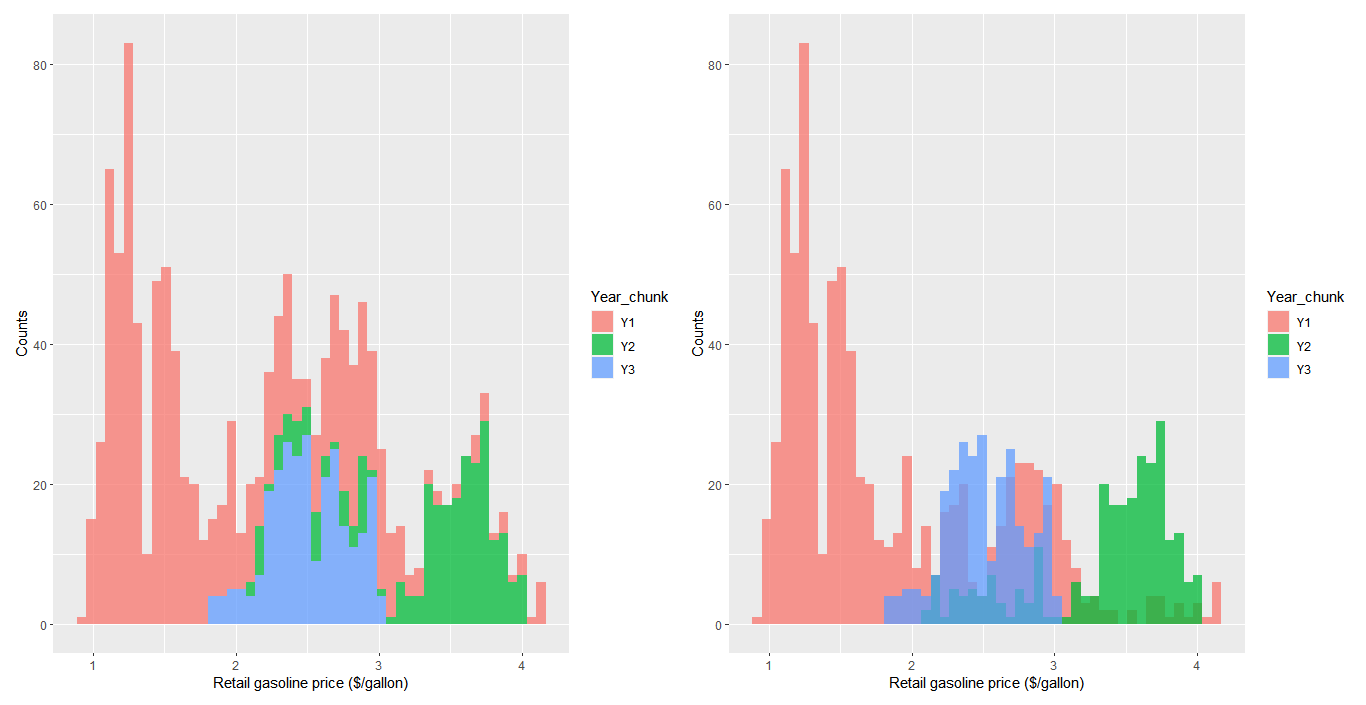 80
60
40
20
0
Counts
1 2 3 4
Retail gasoline price ($/gallon)
Year_chunk
Y1
Y2
Y3
80
60
40
20
0
Counts
1 2 3 4
Retail gasoline price ($/gallon)
Year_chunk
Y1
Y2
Y3